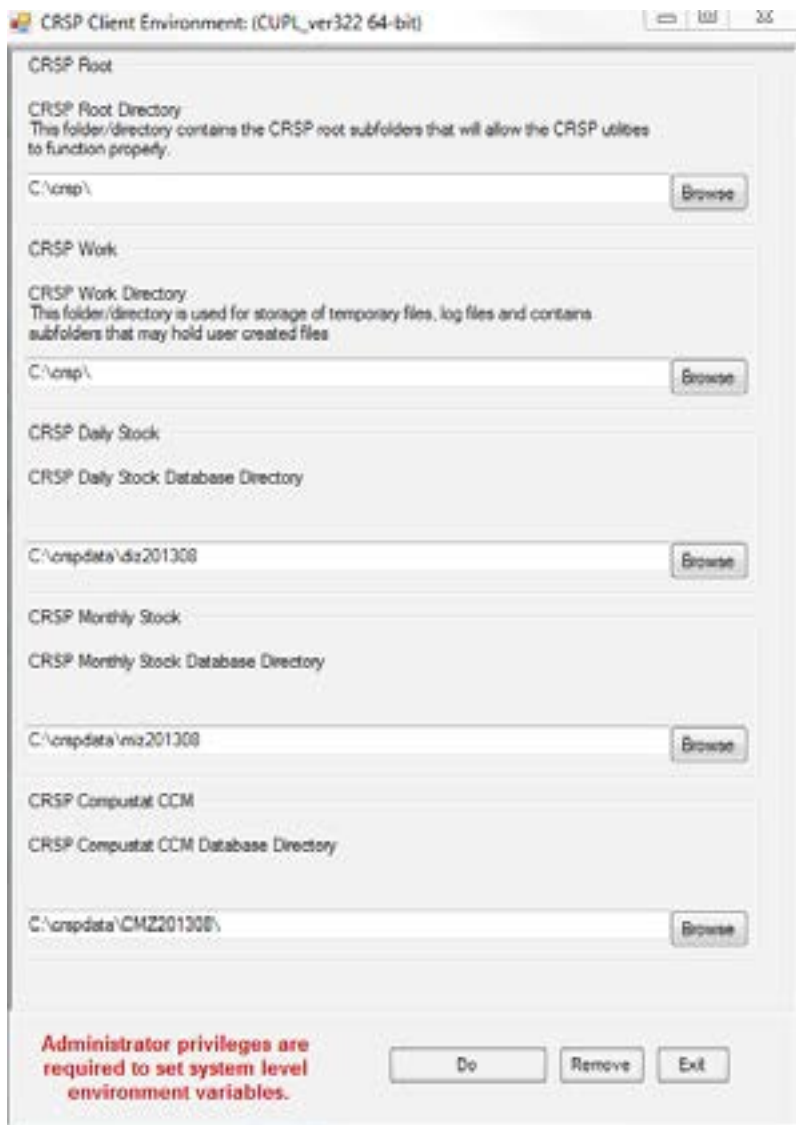 CRSP Client Environment: (CUPL_ver322 64-bit)
CRSP Root
CRSP Root Directory
This folder/directory contains the CRSP root subfolders that will allow the CRSP utilities
to function properly.
C:\crsp\
Browse
CRSP Work
CRSP Work Directory
This folder/directory is used for storage of temporary files, log files and contains
subfolders that may hold user created files
C:\crsp\
Browse
CRSP Daily Stock
CRSP Daily Stock Database Directory
C:\crspdata\diz201308
Browse
CRSP Monthly Stock
CRSP Monthly Stock Database Directory
C:\crspdata\miz201308
Browse
CRSP Compustat CCM
CRSP Compustat CCM Database Directory
C:\crspdata\CMZ201308\
Browse
Administrator privileges are
required to set system level
environment variables.
Do
Remove
Exit